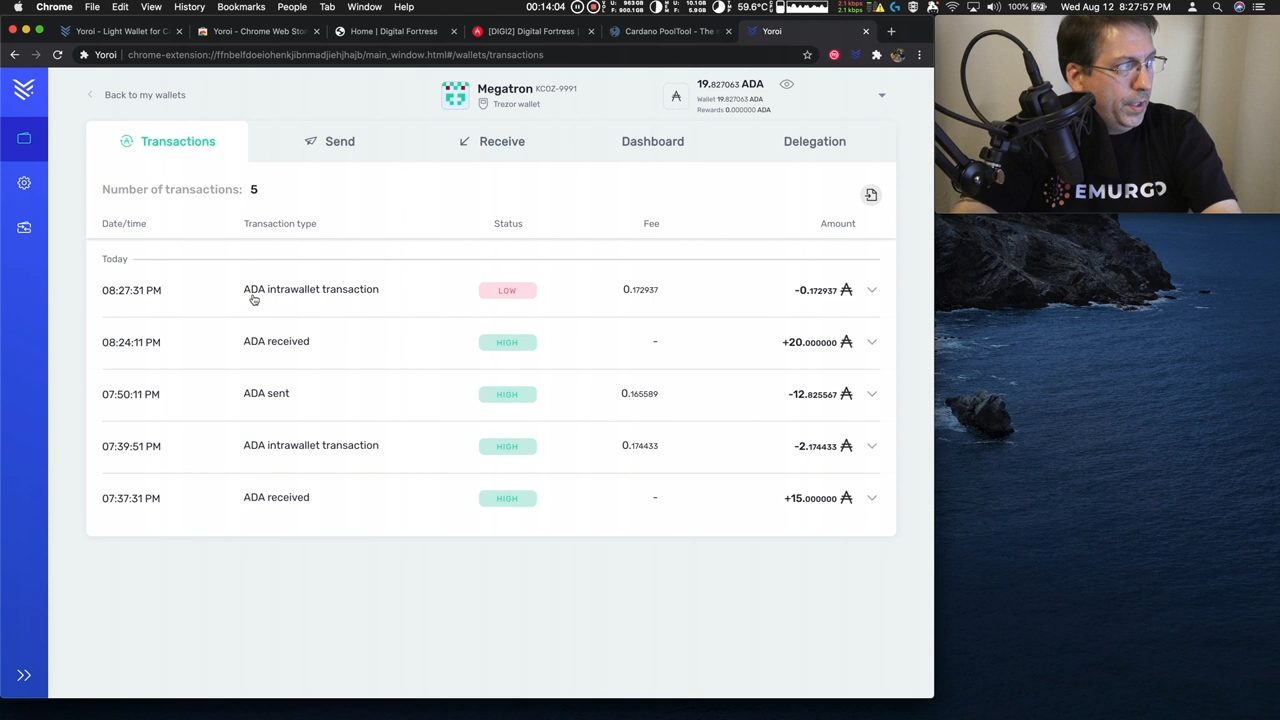 Chrome File Edit View History Bookmarks People Tab Window Help
00:14:04 59.6°C 100% Wed Aug 12 8:27:57 PM
Yoroi - Light Wallet for C Yoroi - Chrome Web Stor Home | Digital Fortress [DIGI2] Digital Fortress | Cardano PoolTool - The Yoroi
Yoroi chrome-extension://ffnbelfdoeiohenkjibnmadjiehjhajb/main_window.html#/wallets/transactions
Back to my wallets
Megatron KCOZ-9991
Trezor wallet
19.827063 ADA
Wallet 19.827063 ADA
Rewards 0.000000 ADA
Transactions Send Receive Dashboard Delegation
Number of transactions: 5
Date/time Transaction type Status Fee Amount
Today
08:27:31 PM ADA intrawallet transaction LOW 0.172937 -0.172937
08:24:11 PM ADA received HIGH - +20.000000
07:50:11 PM ADA sent HIGH 0.165589 -12.825567
07:39:51 PM ADA intrawallet transaction HIGH 0.174433 -2.174433
07:37:31 PM ADA received HIGH - +15.000000
EMURGO